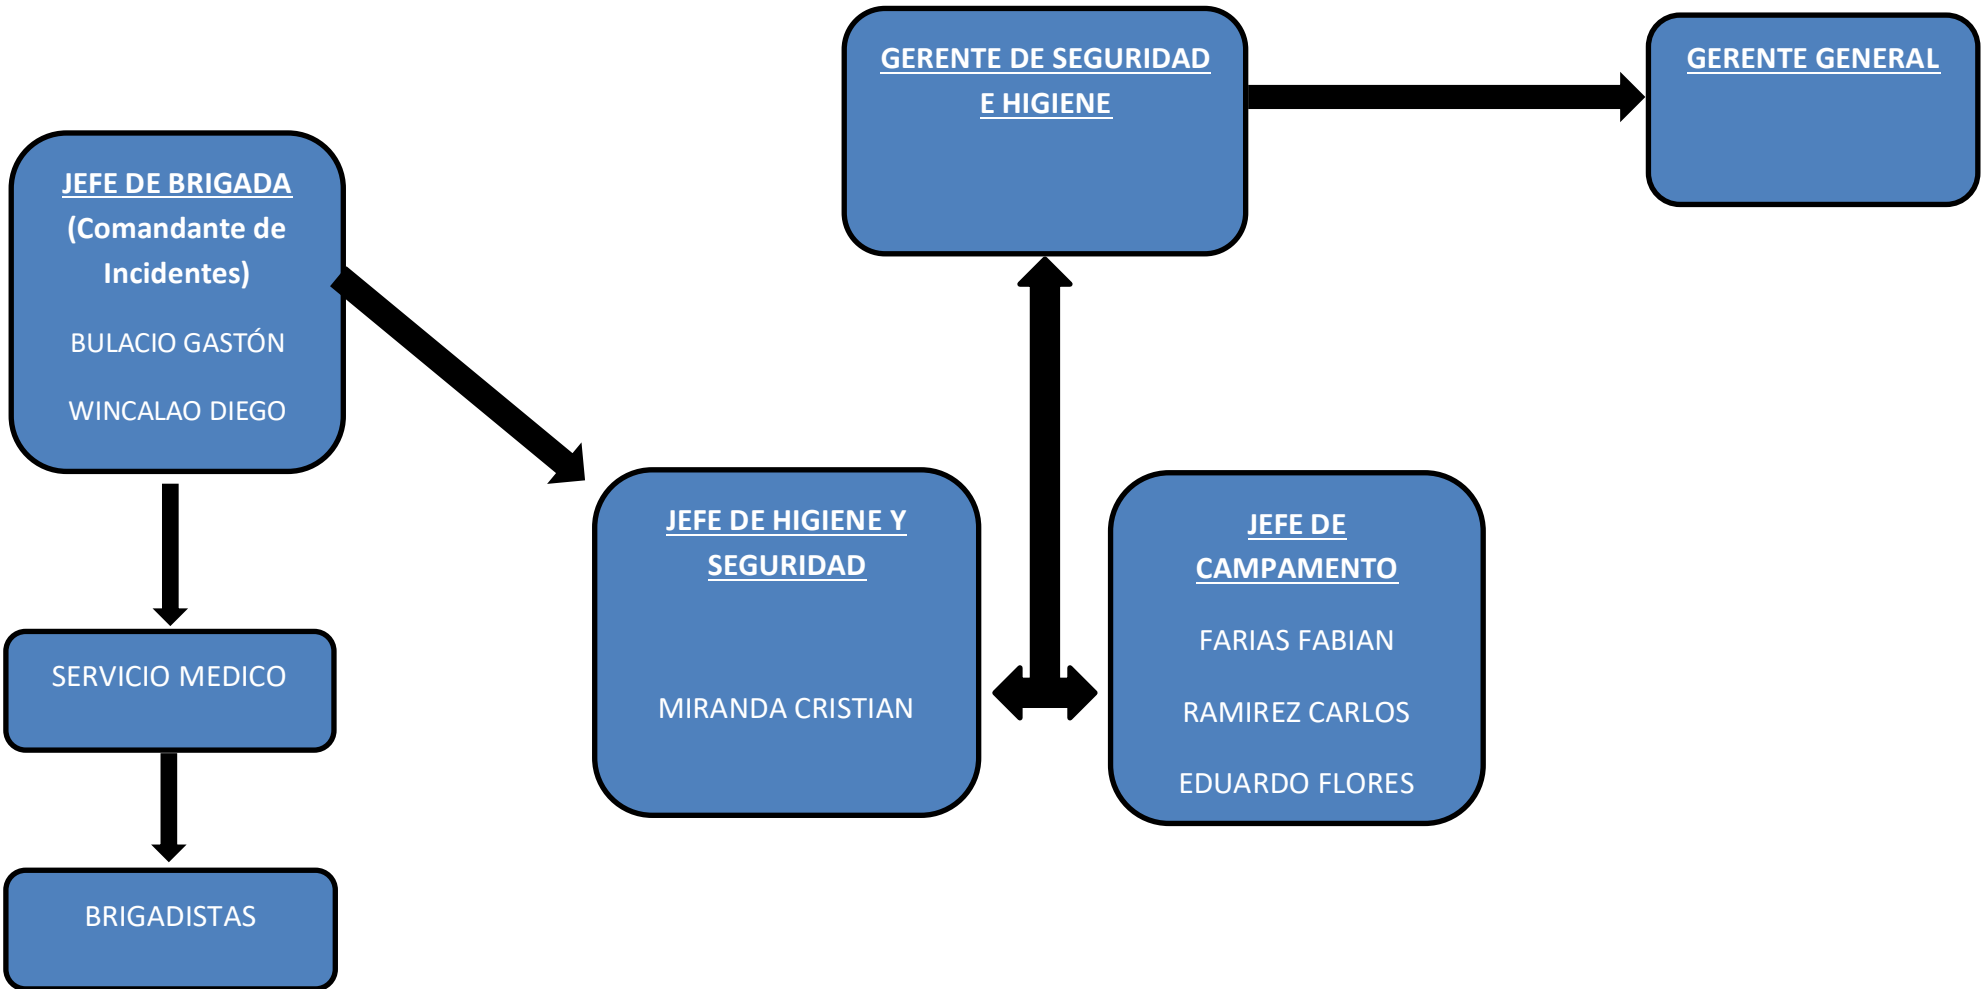 GERENTE DE SEGURIDAD
E HIGIENE
GERENTE GENERAL
JEFE DE BRIGADA
(Comandante de
Incidentes)
BULACIO GASTÓN
WINCALAO DIEGO
JEFE DE HIGIENE Y
SEGURIDAD
MIRANDA CRISTIAN
JEFE DE
CAMPAMENTO
FARIAS FABIAN
RAMIREZ CARLOS
EDUARDO FLORES
SERVICIO MEDICO
BRIGADISTAS